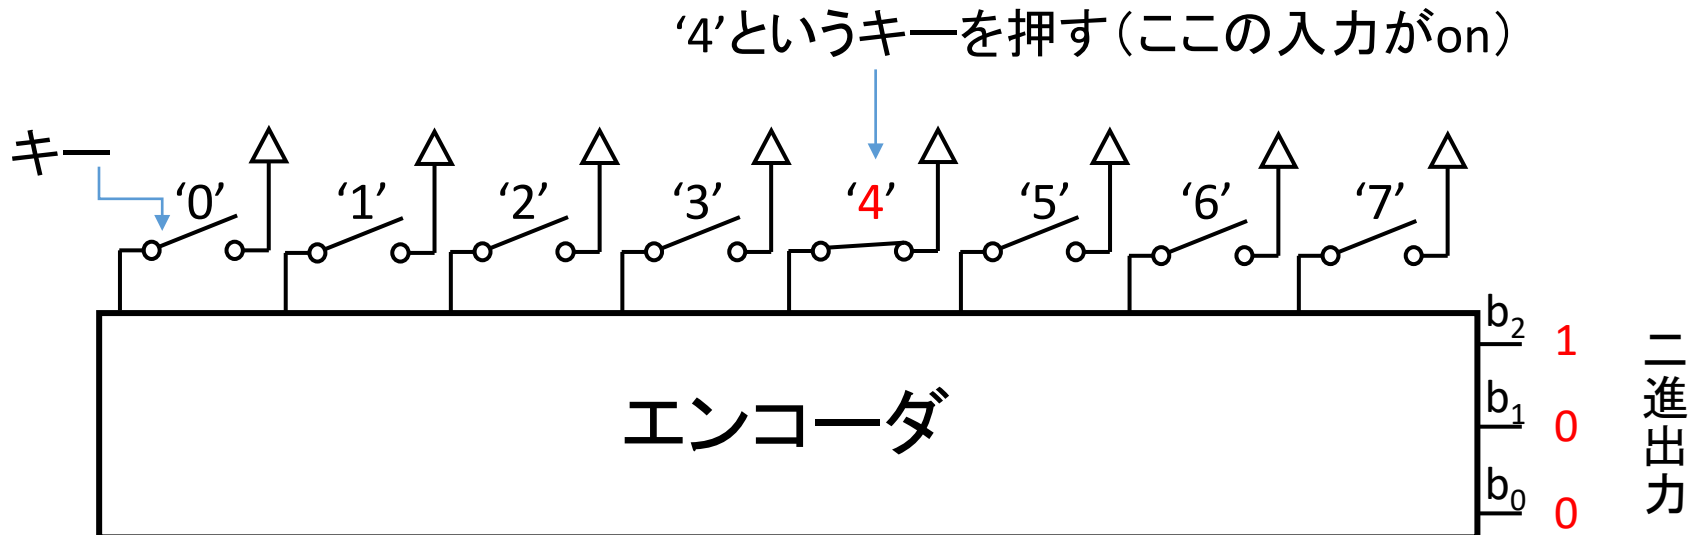 ‘4’というキーを押す（ここの入力がon）
キー
‘0’ ‘1’ ‘2’ ‘3’ ‘4’ ‘5’ ‘6’ ‘7’
エンコーダ
b2 1
b1 0
b0 0
二進出力